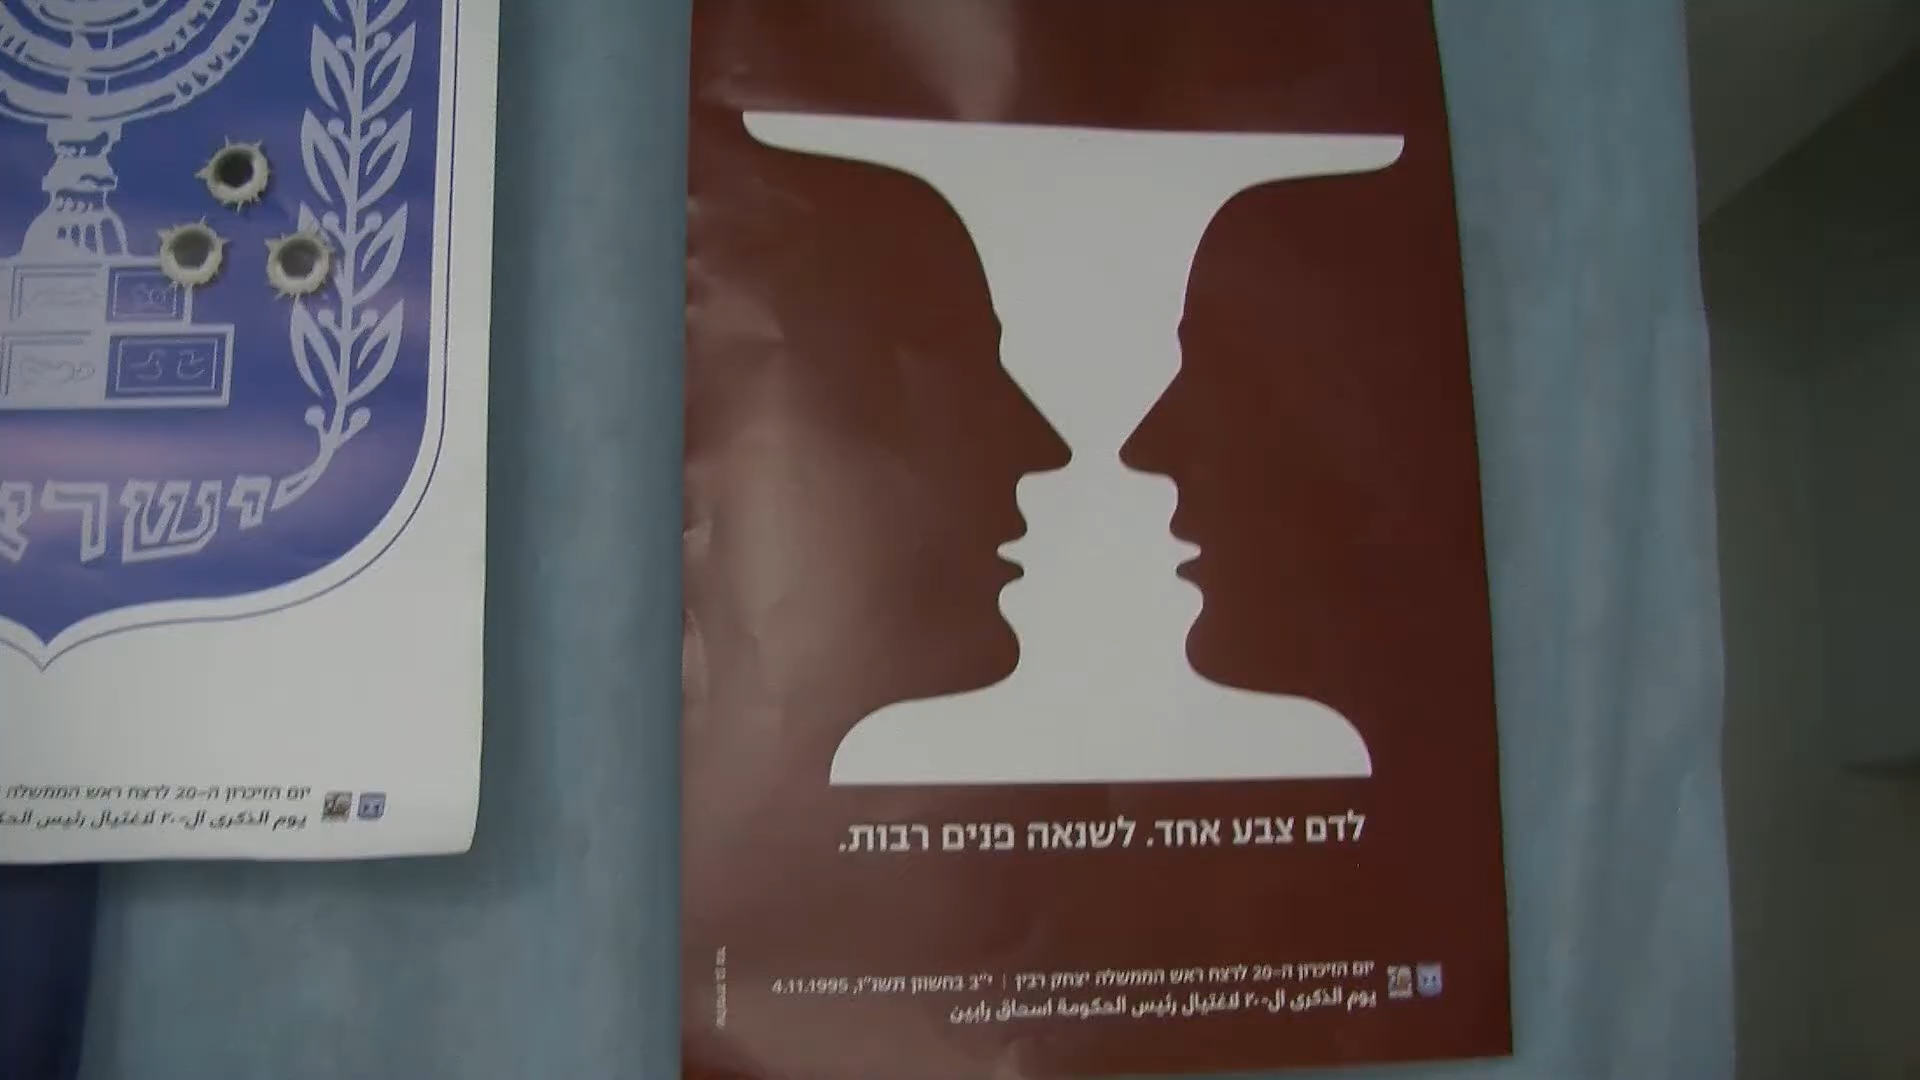 ישרא
יום הזיכרון ה-20 לרצח ראש הממשלה
يوم الذكرى ال-٢٠ لاغتيال رئيس
לדם צבע אחד. לשנאה פנים רבות.
יום הזיכרון ה-20 לרצח ראש הממשלה יצחק רבין | י"ב בחשוון תשנ"ו, 4.11.1995
يوم الذكرى ال-٢٠ لاغتيال رئيس الحكومة اسحاق رابين